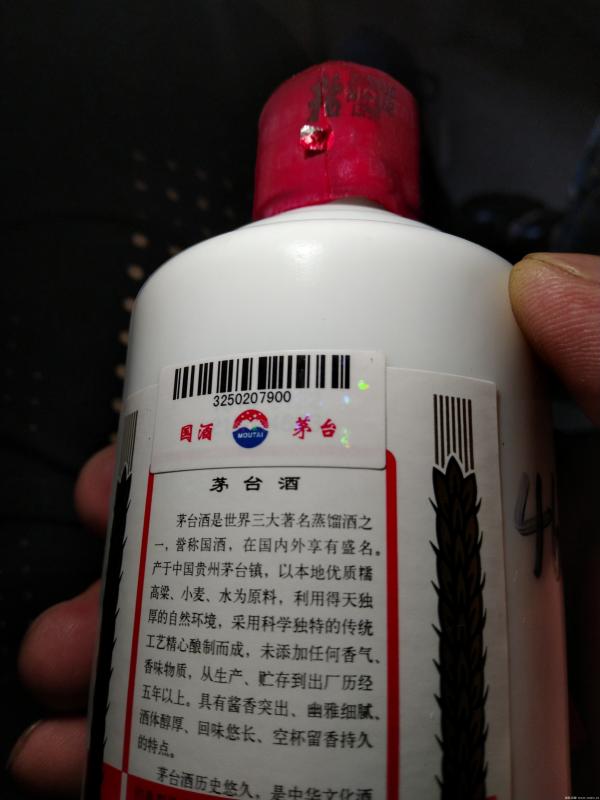 3250207900
国酒 MOUTAI 茅台
茅台酒
茅台酒是世界三大著名蒸馏酒之
一，誉称国酒，在国内外享有盛名。
产于中国贵州茅台镇，以本地优质糯
高粱、小麦、水为原料，利用得天独
厚的自然环境，采用科学独特的传统
工艺精心酿制而成，未添加任何香气、
香味物质，从生产、贮存到出厂历经
五年以上。具有酱香突出、幽雅细腻、
酒体醇厚、回味悠长、空杯留香持久
的特点。
茅台酒历史悠久，是中华文化酒